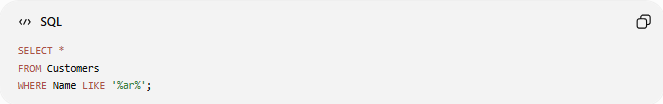 </> SQL
SELECT *
FROM Customers
WHERE Name LIKE '%ar%';